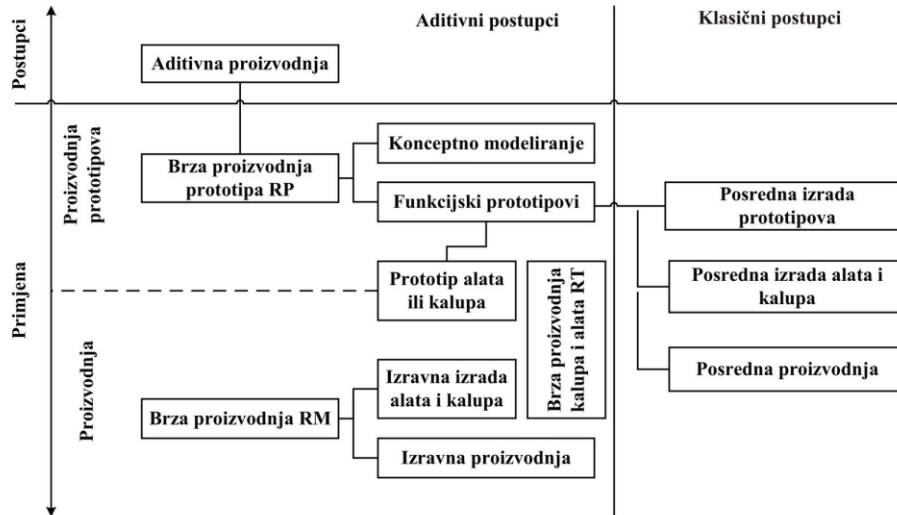 Aditivni postupci
Klasični postupci
Postupci
Aditivna proizvodnja
Primjena
Proizvodnja
prototipova
Brza proizvodnja
prototipa RP
Konceptno modeliranje
Funkcijski prototipovi
Posredna izrada
prototipova
Prototip alata
ili kalupa
Brza proizvodnja
kalupa i alata RT
Posredna izrada alata i
kalupa
Proizvodnja
Brza proizvodnja RM
Izravna izrada
alata i kalupa
Posredna proizvodnja
Izravna proizvodnja